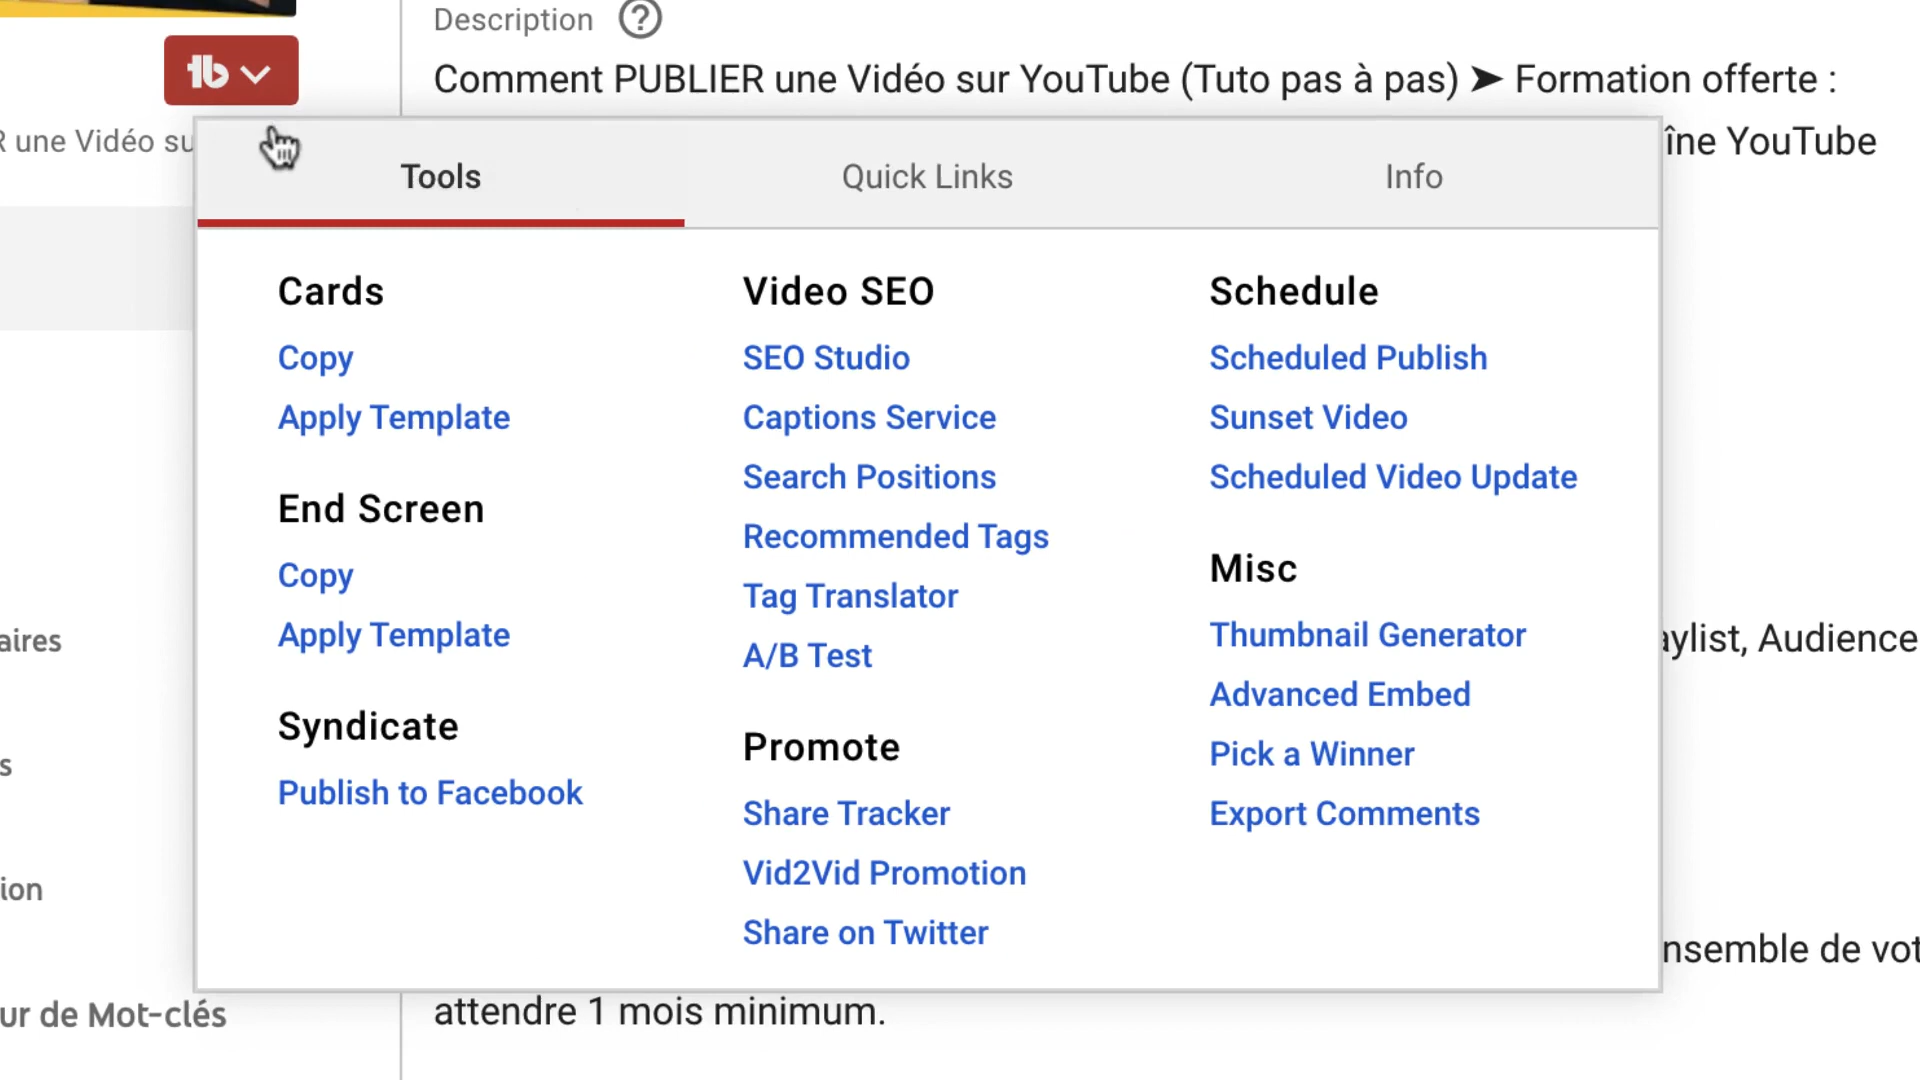 Description ?
Comment PUBLIER une Vidéo sur YouTube (Tuto pas à pas) ➤ Formation offerte :
tb
R une Vidéo su
îne YouTube
Tools
Quick Links
Info
Cards
Copy
Apply Template
End Screen
Copy
Apply Template
Syndicate
Publish to Facebook
Video SEO
SEO Studio
Captions Service
Search Positions
Recommended Tags
Tag Translator
A/B Test
Promote
Share Tracker
Vid2Vid Promotion
Share on Twitter
Schedule
Scheduled Publish
Sunset Video
Scheduled Video Update
Misc
Thumbnail Generator
Advanced Embed
Pick a Winner
Export Comments
aires
s
ion
ur de Mot-clés
aylist, Audience
nsemble de vot
attendre 1 mois minimum.